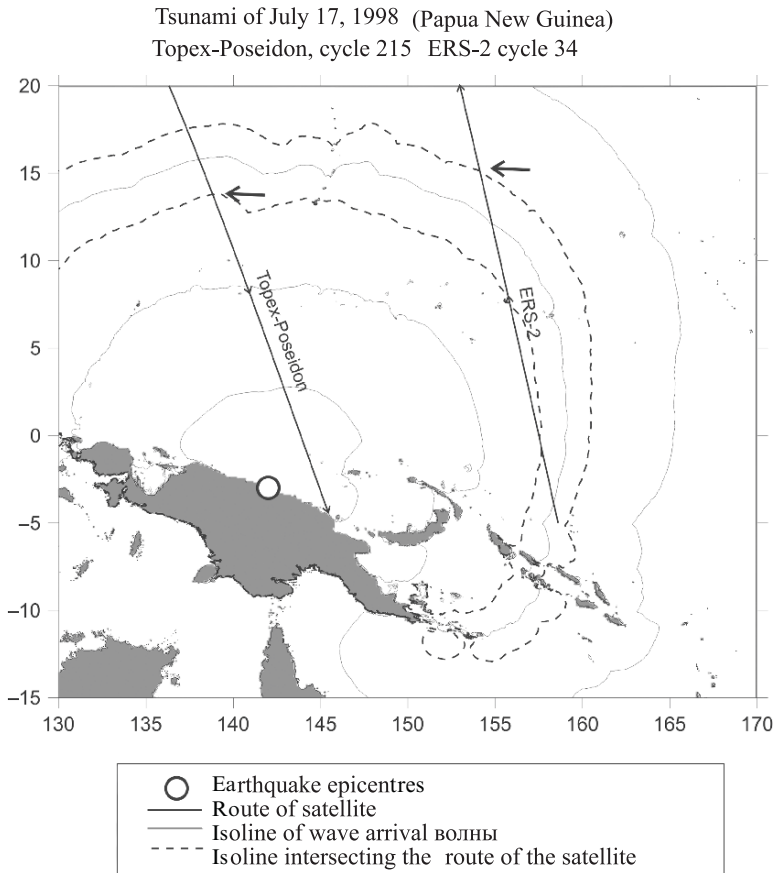 Tsunami of July 17, 1998 (Papua New Guinea)
Topex-Poseidon, cycle 215 ERS-2 cycle 34
20
15
10
5
0
–5
–10
–15
Topex-Poseidon
ERS-2
130 135 140 145 150 155 160 165 170
Earthquake epicentres
Route of satellite
Isoline of wave arrival волны
Isoline intersecting the route of the satellite